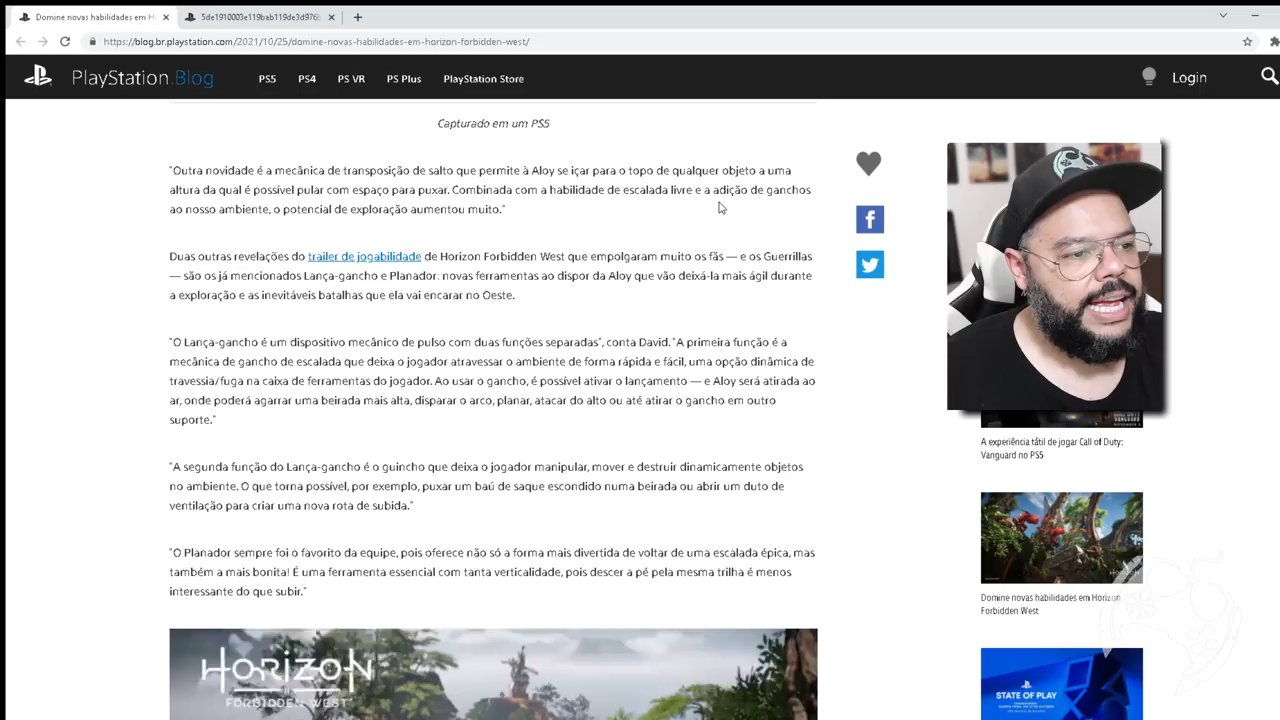 Domine novas habilidades em H
5de1910003e119bab119de3d976b
https://blog.br.playstation.com/2021/10/25/domine-novas-habilidades-em-horizon-forbidden-west/
PlayStation.Blog
PS5 PS4 PS VR PS Plus PlayStation Store
Login
Capturado em um PS5
"Outra novidade é a mecânica de transposição de salto que permite à Aloy se içar para o topo de qualquer objeto a uma
altura da qual é possível pular com espaço para puxar. Combinada com a habilidade de escalada livre e a adição de ganchos
ao nosso ambiente, o potencial de exploração aumentou muito."
Duas outras revelações do trailer de jogabilidade de Horizon Forbidden West que empolgaram muito os fãs — e os Guerrillas
— são os já mencionados Lança-gancho e Planador: novas ferramentas ao dispor da Aloy que vão deixá-la mais ágil durante
a exploração e as inevitáveis batalhas que ela vai encarar no Oeste.
"O Lança-gancho é um dispositivo mecânico de pulso com duas funções separadas", conta David. "A primeira função é a
mecânica de gancho de escalada que deixa o jogador atravessar o ambiente de forma rápida e fácil, uma opção dinâmica de
travessia/fuga na caixa de ferramentas do jogador. Ao usar o gancho, é possível ativar o lançamento — e Aloy será atirada ao
ar, onde poderá agarrar uma beirada mais alta, disparar o arco, planar, atacar do alto ou até atirar o gancho em outro
suporte."
"A segunda função do Lança-gancho é o guincho que deixa o jogador manipular, mover e destruir dinamicamente objetos
no ambiente. O que torna possível, por exemplo, puxar um baú de saque escondido numa beirada ou abrir um duto de
ventilação para criar uma nova rota de subida."
"O Planador sempre foi o favorito da equipe, pois oferece não só a forma mais divertida de voltar de uma escalada épica, mas
também a mais bonita! É uma ferramenta essencial com tanta verticalidade, pois descer a pé pela mesma trilha é menos
interessante do que subir."
HORIZON
FORBIDDEN WEST
A experiência tátil de jogar Call of Duty:
Vanguard no PS5
HORIZON
Domine novas habilidades em Horizon
Forbidden West
STATE OF PLAY